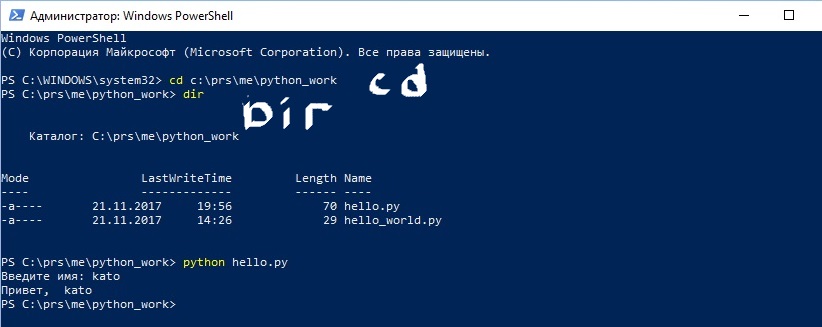 Администратор: Windows PowerShell
Windows PowerShell
(C) Корпорация Майкрософт (Microsoft Corporation). Все права защищены.
PS C:\WINDOWS\system32> cd c:\prs\me\python_work
cd
PS C:\prs\me\python_work> dir
Dir
Каталог: C:\prs\me\python_work
Mode LastWriteTime Length Name
---- ------------- ------ ----
-a---- 21.11.2017 19:56 70 hello.py
-a---- 21.11.2017 14:26 29 hello_world.py
PS C:\prs\me\python_work> python hello.py
Введите имя: kato
Привет,  kato
PS C:\prs\me\python_work>